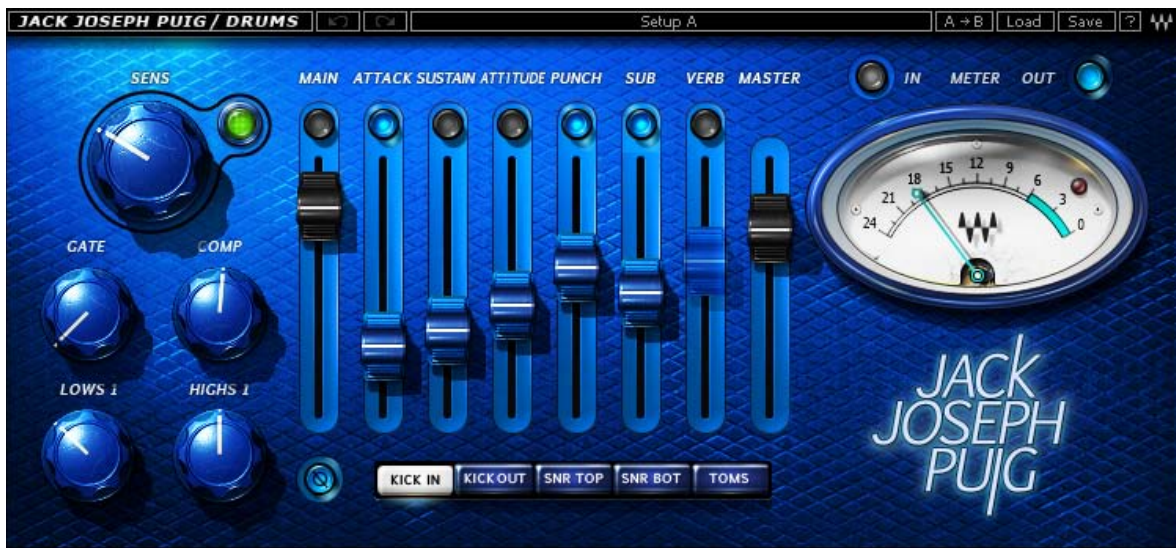 JACK JOSEPH PUIG / DRUMS
Setup A
A→B Load Save ?
SENS
MAIN ATTACK SUSTAIN ATTITUDE PUNCH SUB VERB MASTER
IN METER OUT
24 21 18 15 12 9 6 3 0
GATE COMP
LOWS 1 HIGHS 1
JACK
JOSEPH
PUIG
KICK IN KICK OUT SNR TOP SNR BOT TOMS